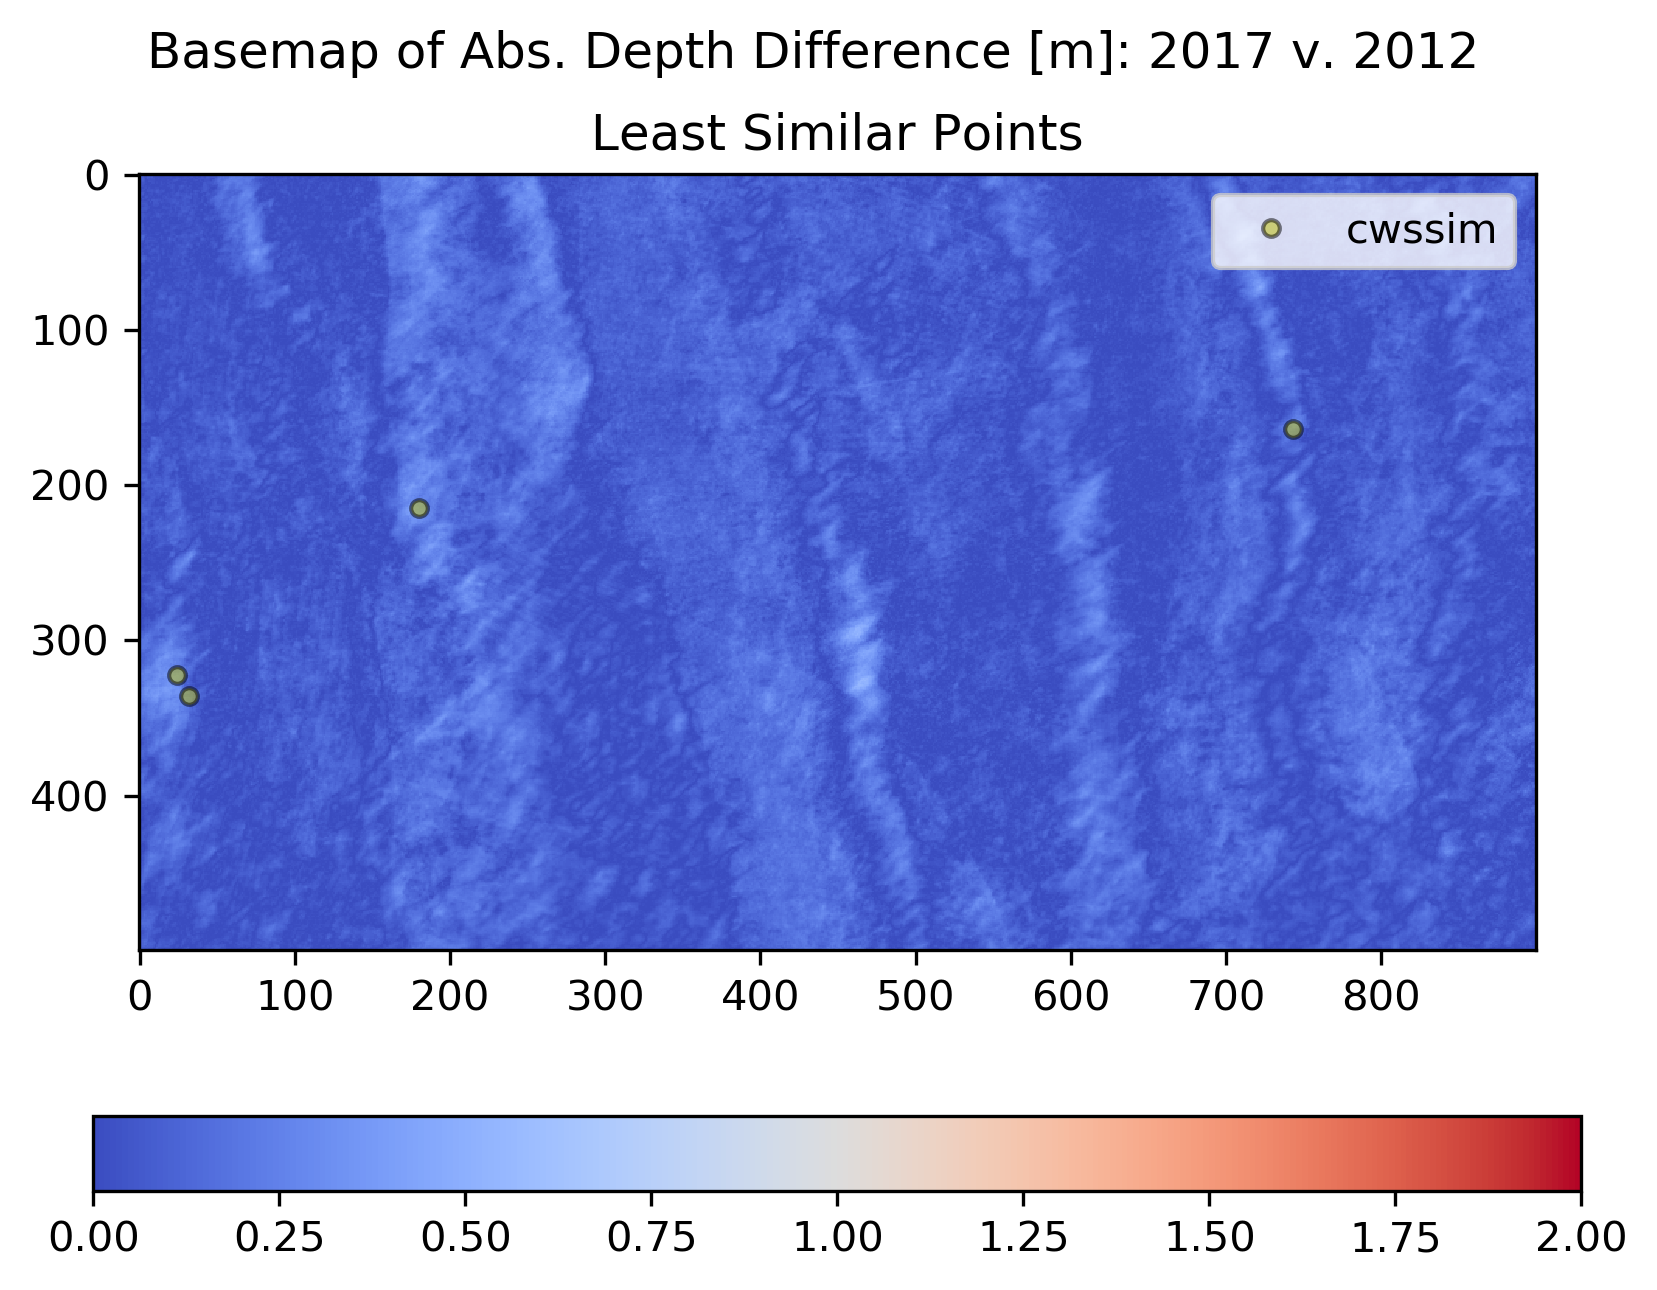 Basemap of Abs. Depth Difference [m]: 2017 v. 2012
Least Similar Points
cwssim
0
100
200
300
400
0 100 200 300 400 500 600 700 800
0.00 0.25 0.50 0.75 1.00 1.25 1.50 1.75 2.00